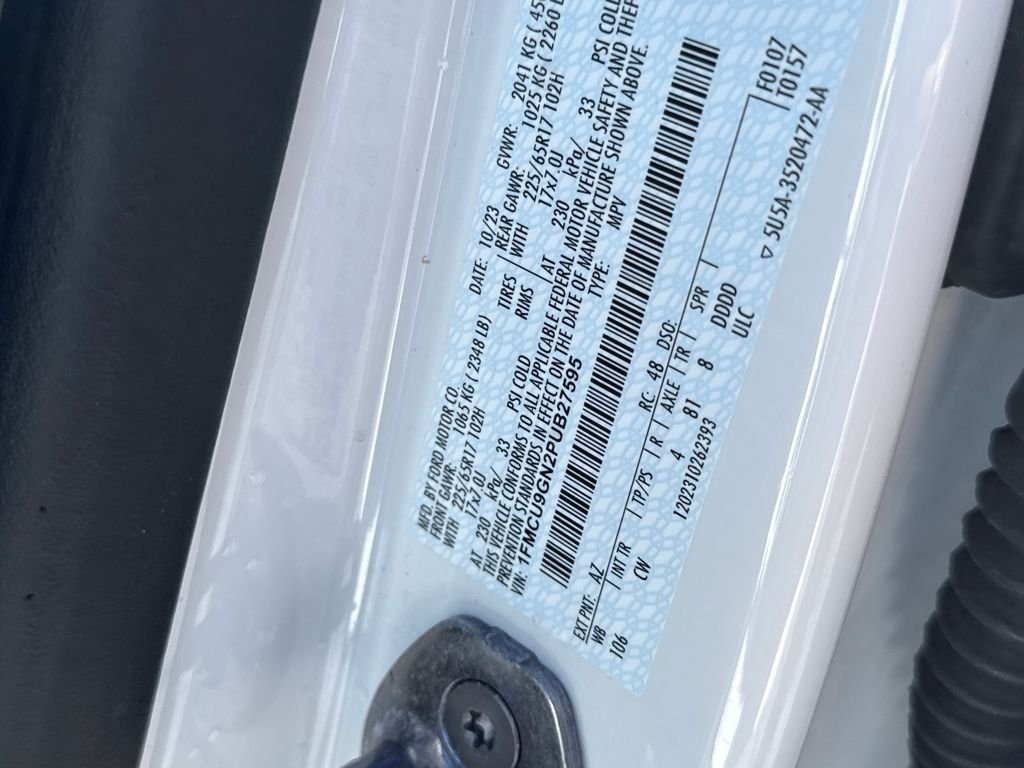 MFD. BY FORD MOTOR CO.
DATE: 10/23 GVWR: 2041 KG ( 450
FRONT GAWR: 1065 KG ( 2348 LB) REAR GAWR: 1025 KG ( 2260
WITH 225/65R17 102H TIRES WITH 225/65R17 102H
17x7.0J RIMS 17x7.0J
AT 230 kPa/ 33 PSI COLD AT 230 kPa/ 33 PSI COLD
THIS VEHICLE CONFORMS TO ALL APPLICABLE FEDERAL MOTOR VEHICLE SAFETY AND THEF
PREVENTION STANDARDS IN EFFECT ON THE DATE OF MANUFACTURE SHOWN ABOVE.
VIN: 1FMCU9GN2PUB27595 TYPE: MPV
EXT PNT: AZ RC: 48 DSO: F0107
WB INT TR TP/PS R AXLE TR SPR T0157
106 CW 4 81 8 DDDD
1202310262393 ULC
5U5A-3520472-AA